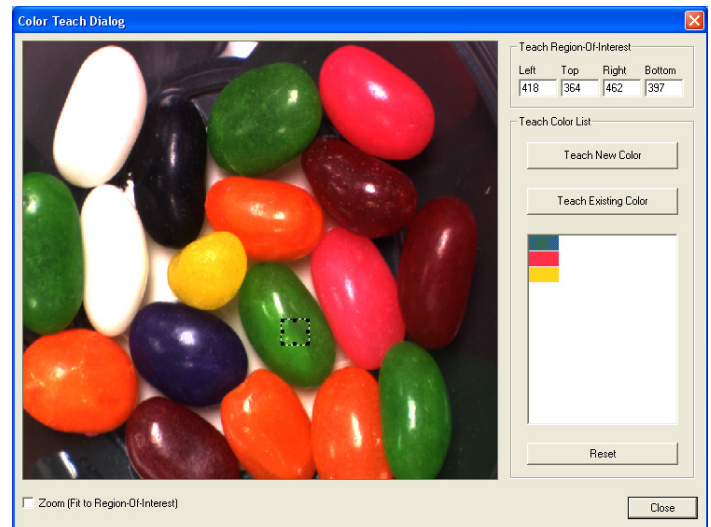 Color Teach Dialog
Teach Region-Of-Interest
Left Top Right Bottom
418 364 462 397
Teach Color List
Teach New Color
Teach Existing Color
Reset
Zoom (Fit to Region-Of-Interest)
Close